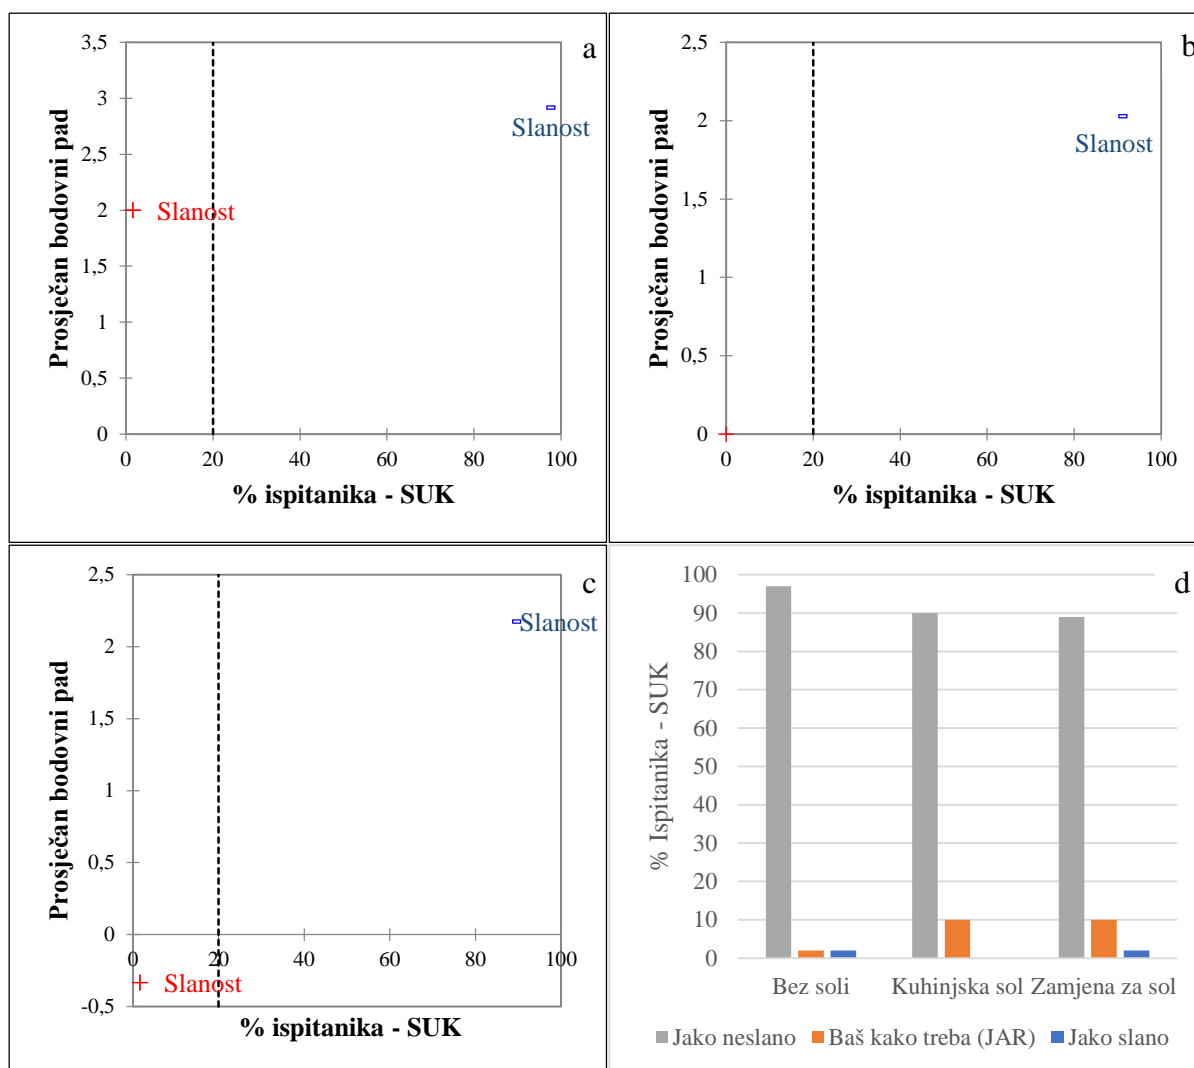 a
3,5
3
2,5
2
1,5
1
0,5
0
Prosječan bodovni pad
Slanost
Slanost
0 20 40 60 80 100
% ispitanika - SUK
b
2,5
2
1,5
1
0,5
0
Prosječan bodovni pad
Slanost
0 20 40 60 80 100
% ispitanika - SUK
c
2,5
2
1,5
1
0,5
0
-0,5
Prosječan bodovni pad
Slanost
0 20 40 60 80 100
Slanost
% ispitanika - SUK
d
100
90
80
70
60
50
40
30
20
10
0
% Ispitanika - SUK
Bez soli Kuhinjska sol Zamjena za sol
Jako neslano Baš kako treba (JAR) Jako slano